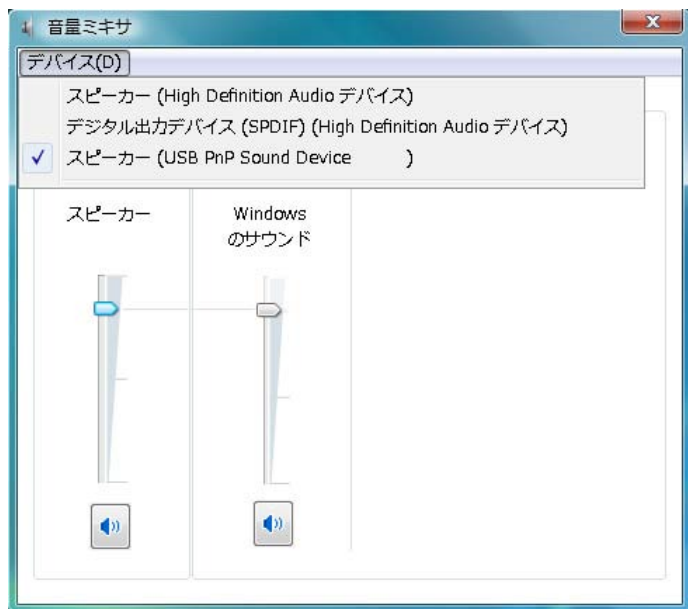 音量ミキサ
デバイス(D)
スピーカー (High Definition Audio デバイス)
デジタル出力デバイス (SPDIF) (High Definition Audio デバイス)
スピーカー (USB PnP Sound Device          )
スピーカー
Windows
のサウンド